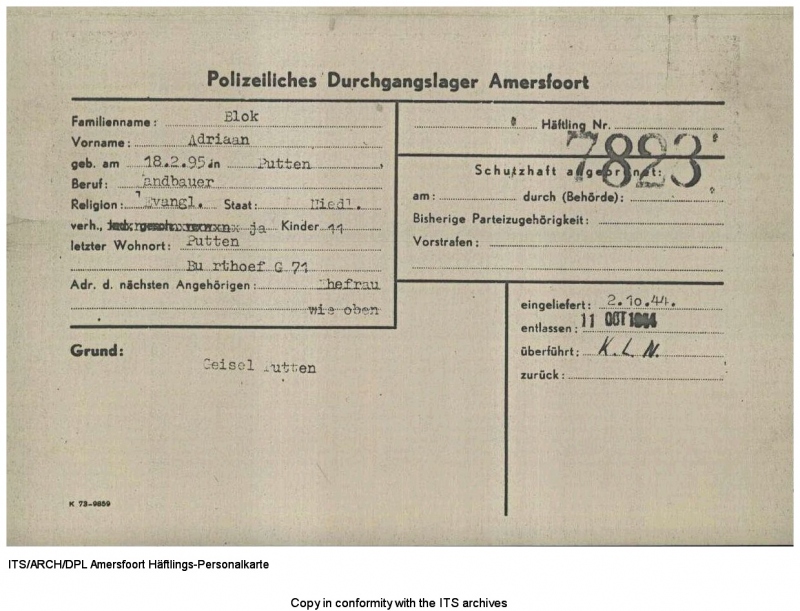 Polizeiliches Durchgangslager Amersfoort
Familienname: Blok
Vorname: Adriaan
geb. am 18.2.95 in Putten
Beruf: andbauer
Religion: Evangl. Staat: Niedl.
verh., ja Kinder 11
letzter Wohnort: Putten
Bu rthoef G 71
Adr. d. nächsten Angehörigen: Ehefrau
wie oben
Häftling Nr.
7823
Schutzhaft angeordnet:
am: durch (Behörde):
Bisherige Parteizugehörigkeit:
Vorstrafen:
eingeliefert: 2.10.44.
entlassen: 11 OCT 1944
überführt: K.L.N.
zurück:
Grund:
Geisel Putten
K 73-9859
ITS/ARCH/DPL Amersfoort Häftlings-Personalkarte
Copy in conformity with the ITS archives